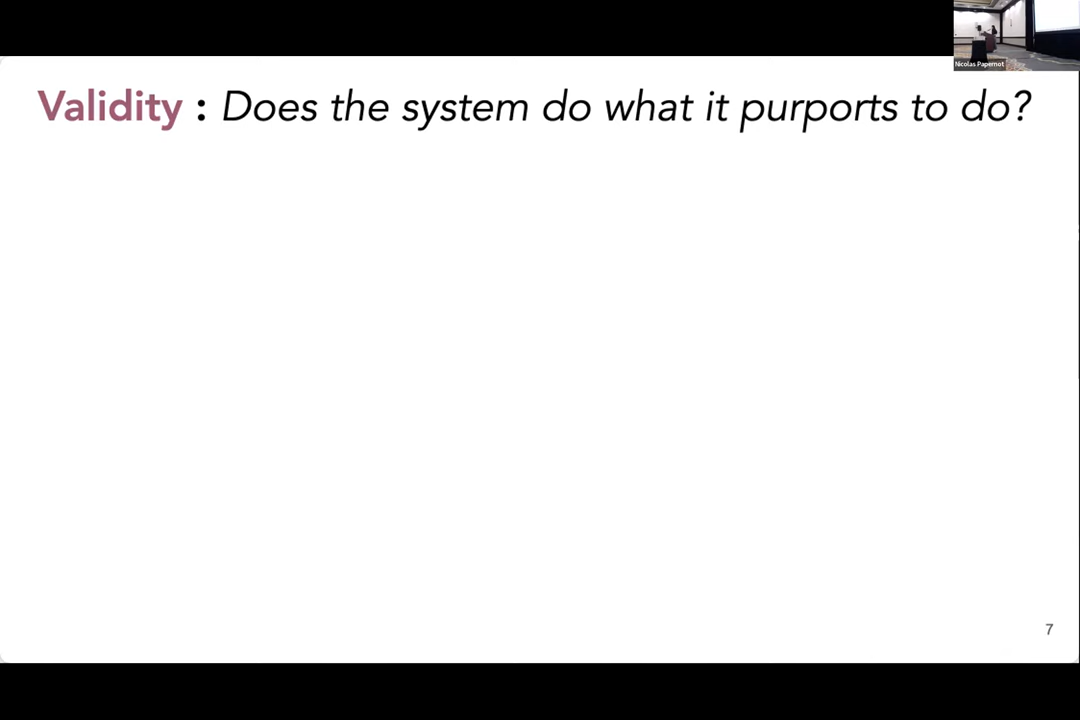 Nicolas Papernot
Validity : Does the system do what it purports to do?
7